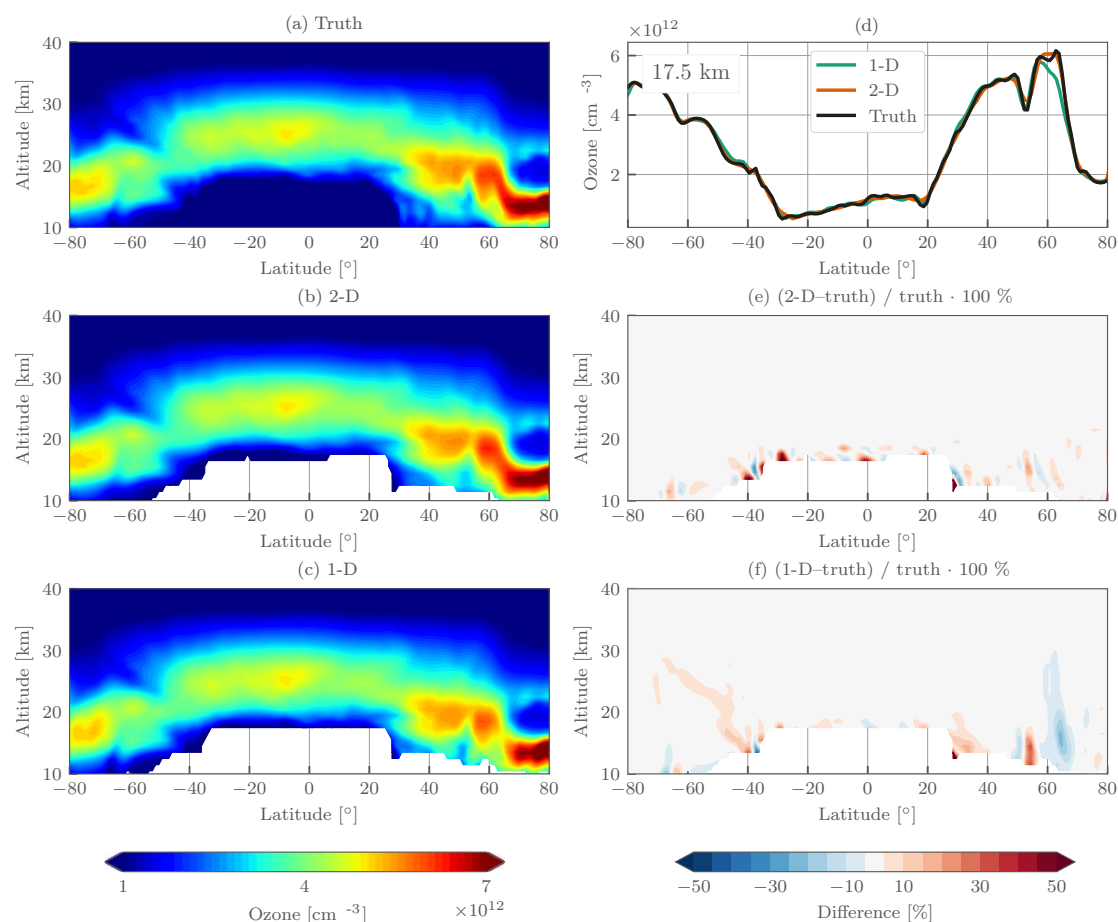 (a) Truth
Altitude [km]
40
30
20
10
−80 −60 −40 −20 0 20 40 60 80
Latitude [°]
(d)
×10¹²
Ozone [cm ⁻³]
6
4
2
17.5 km
1-D
2-D
Truth
−80 −60 −40 −20 0 20 40 60 80
Latitude [°]
(b) 2-D
Altitude [km]
40
30
20
10
−80 −60 −40 −20 0 20 40 60 80
Latitude [°]
(e) (2-D–truth) / truth · 100 %
Altitude [km]
40
30
20
10
−80 −60 −40 −20 0 20 40 60 80
Latitude [°]
(c) 1-D
Altitude [km]
40
30
20
10
−80 −60 −40 −20 0 20 40 60 80
Latitude [°]
(f) (1-D–truth) / truth · 100 %
Altitude [km]
40
30
20
10
−80 −60 −40 −20 0 20 40 60 80
Latitude [°]
1 4 7
Ozone [cm ⁻³]
×10¹²
−50 −30 −10 10 30 50
Difference [%]